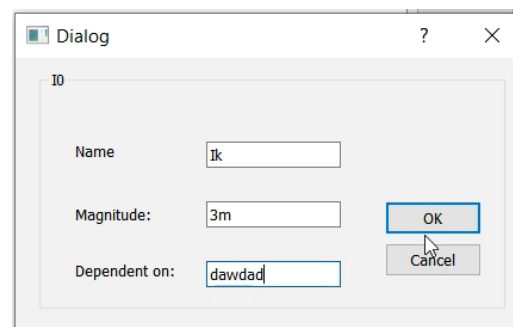 Dialog ?
I0
Name Ik
Magnitude: 3m
OK
Dependent on: dawdad
Cancel